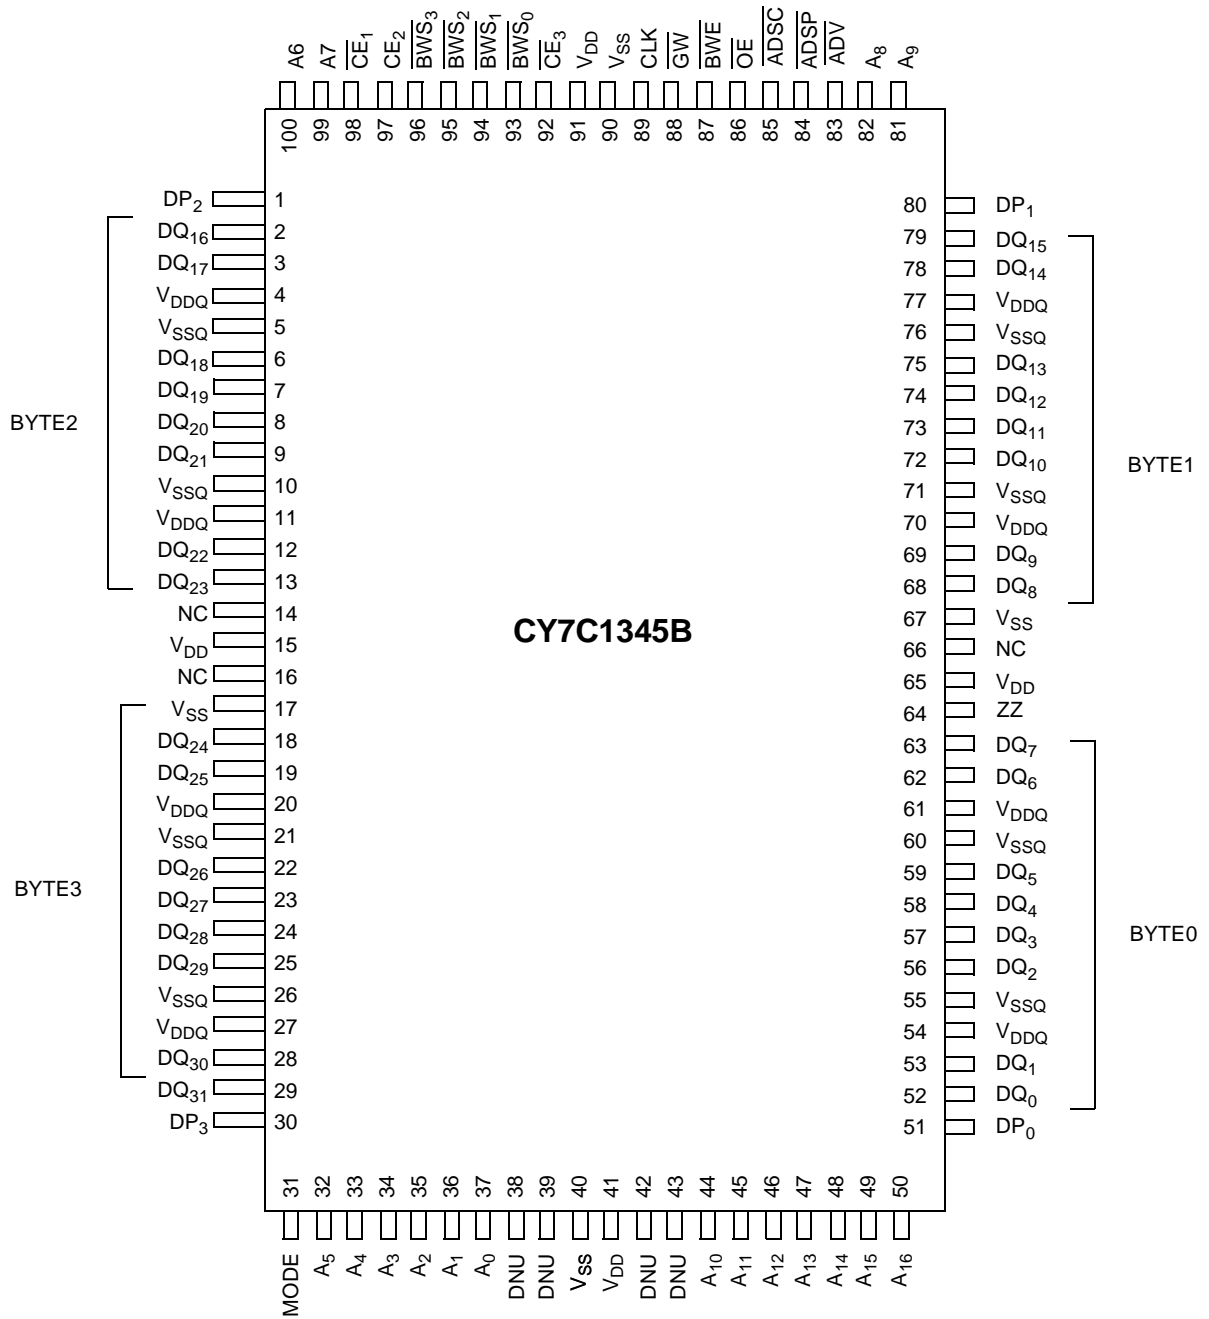 A6 A7 CE1 CE2 BWS3 BWS2 BWS1 BWS0 CE3 VDD VSS CLK GW BWE OE ADSC ADSP ADV A8 A9
100 99 98 97 96 95 94 93 92 91 90 89 88 87 86 85 84 83 82 81
DP2 1 80 DP1
DQ16 2 79 DQ15
DQ17 3 78 DQ14
VDDQ 4 77 VDDQ
VSSQ 5 76 VSSQ
DQ18 6 75 DQ13
DQ19 7 74 DQ12
BYTE2 DQ20 8 73 DQ11
DQ21 9 72 DQ10 BYTE1
VSSQ 10 71 VSSQ
VDDQ 11 70 VDDQ
DQ22 12 69 DQ9
DQ23 13 68 DQ8
NC 14 67 VSS
CY7C1345B
VDD 15 66 NC
NC 16 65 VDD
VSS 17 64 ZZ
DQ24 18 63 DQ7
DQ25 19 62 DQ6
VDDQ 20 61 VDDQ
VSSQ 21 60 VSSQ
DQ26 22 59 DQ5
BYTE3 DQ27 23 58 DQ4
DQ28 24 57 DQ3 BYTE0
DQ29 25 56 DQ2
VSSQ 26 55 VSSQ
VDDQ 27 54 VDDQ
DQ30 28 53 DQ1
DQ31 29 52 DQ0
DP3 30 51 DP0
31 32 33 34 35 36 37 38 39 40 41 42 43 44 45 46 47 48 49 50
MODE A5 A4 A3 A2 A1 A0 DNU DNU VSS VDD DNU DNU A10 A11 A12 A13 A14 A15 A16